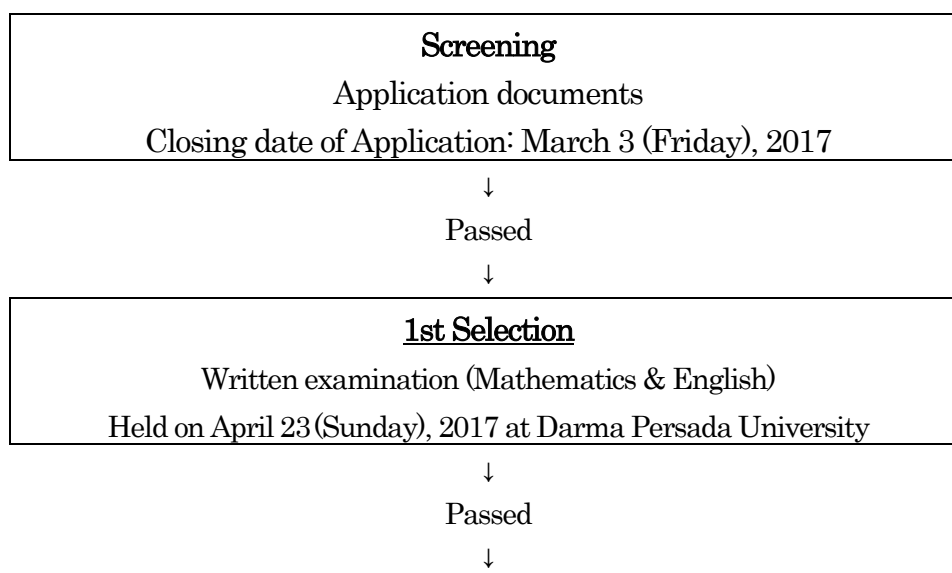 Screening
Application documents
Closing date of Application: March 3 (Friday), 2017
↓
Passed
↓
1st Selection
Written examination (Mathematics & English)
Held on April 23 (Sunday), 2017 at Darma Persada University
↓
Passed
↓